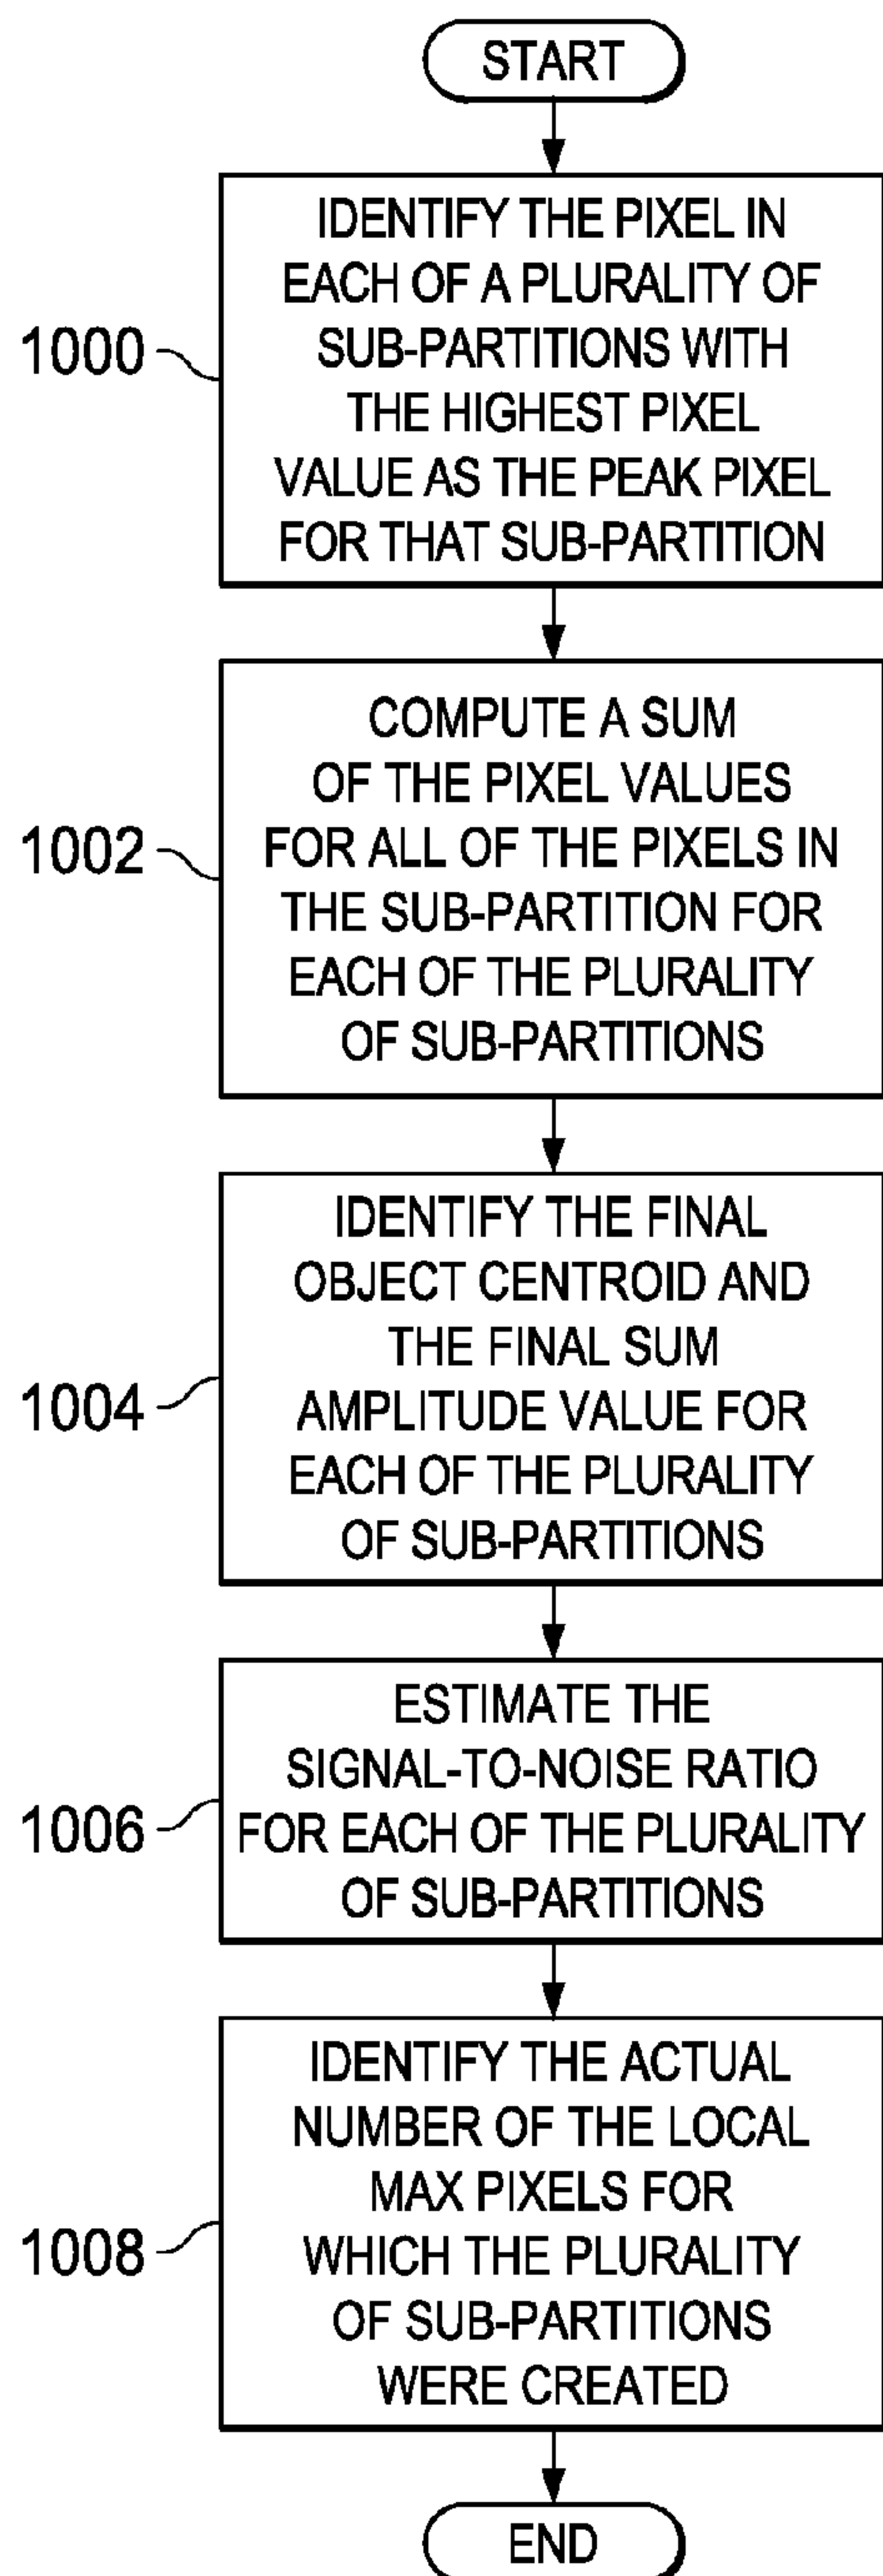 START
IDENTIFY THE PIXEL IN
EACH OF A PLURALITY OF
SUB-PARTITIONS WITH
THE HIGHEST PIXEL
VALUE AS THE PEAK PIXEL
FOR THAT SUB-PARTITION
1000
COMPUTE A SUM
OF THE PIXEL VALUES
FOR ALL OF THE PIXELS IN
THE SUB-PARTITION FOR
EACH OF THE PLURALITY
OF SUB-PARTITIONS
1002
IDENTIFY THE FINAL
OBJECT CENTROID AND
THE FINAL SUM
AMPLITUDE VALUE FOR
EACH OF THE PLURALITY
OF SUB-PARTITIONS
1004
ESTIMATE THE
SIGNAL-TO-NOISE RATIO
FOR EACH OF THE PLURALITY
OF SUB-PARTITIONS
1006
IDENTIFY THE ACTUAL
NUMBER OF THE LOCAL
MAX PIXELS FOR
WHICH THE PLURALITY
OF SUB-PARTITIONS
WERE CREATED
1008
END